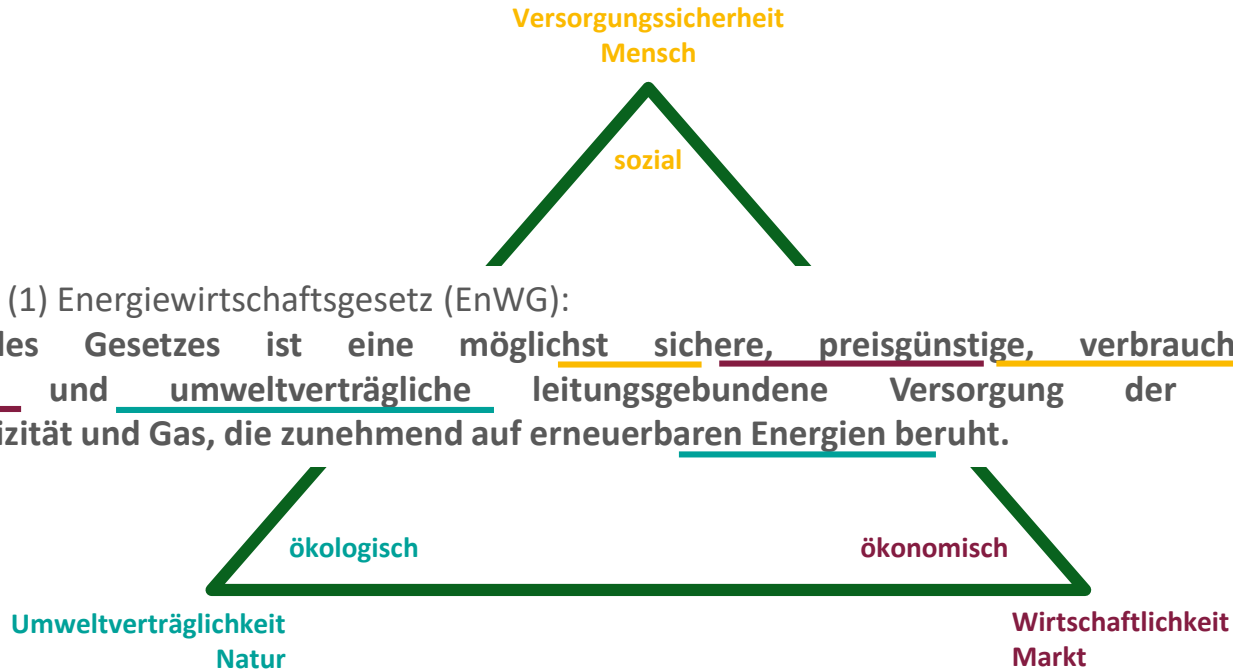 Versorgungssicherheit
Mensch
sozial
(1) Energiewirtschaftsgesetz (EnWG):
des Gesetzes ist eine möglichst sichere, preisgünstige, verbrauch
und umweltverträgliche leitungsgebundene Versorgung der
izität und Gas, die zunehmend auf erneuerbaren Energien beruht.
ökologisch ökonomisch
Umweltverträglichkeit Wirtschaftlichkeit
Natur Markt